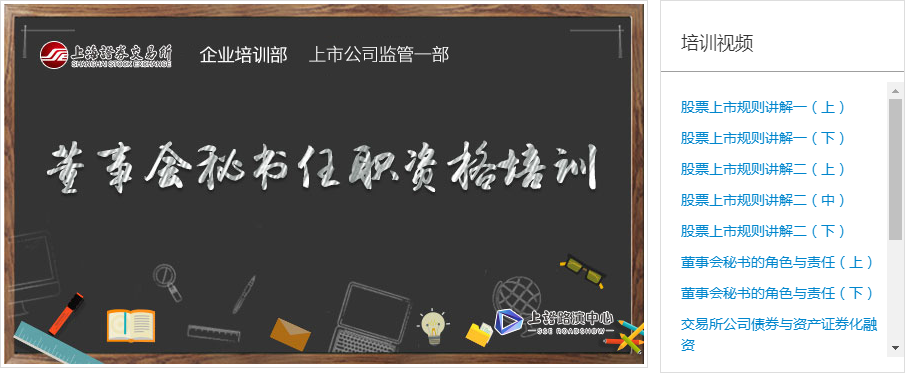 上海證券交易所
SHANGHAI STOCK EXCHANGE
企业培训部 上市公司监管一部
董事会秘书任职资格培训
上证路演中心
SSE ROADSHOW
培训视频
股票上市规则讲解一（上）
股票上市规则讲解一（下）
股票上市规则讲解二（上）
股票上市规则讲解二（中）
股票上市规则讲解二（下）
董事会秘书的角色与责任（上）
董事会秘书的角色与责任（下）
交易所公司债券与资产证券化融
资